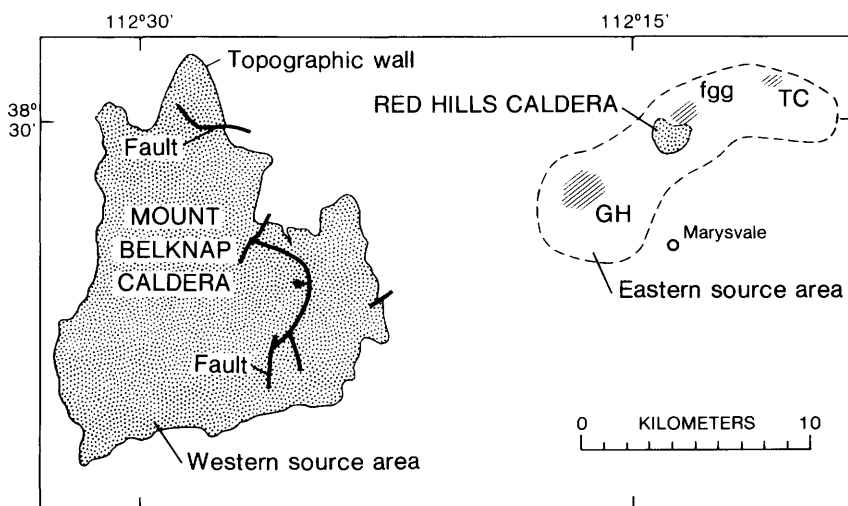 112°30'
112°15'
38°
30'
Topographic wall
Fault
MOUNT
BELKNAP
CALDERA
Fault
Western source area
RED HILLS CALDERA
fgg
TC
GH
Marysvale
Eastern source area
0 KILOMETERS 10